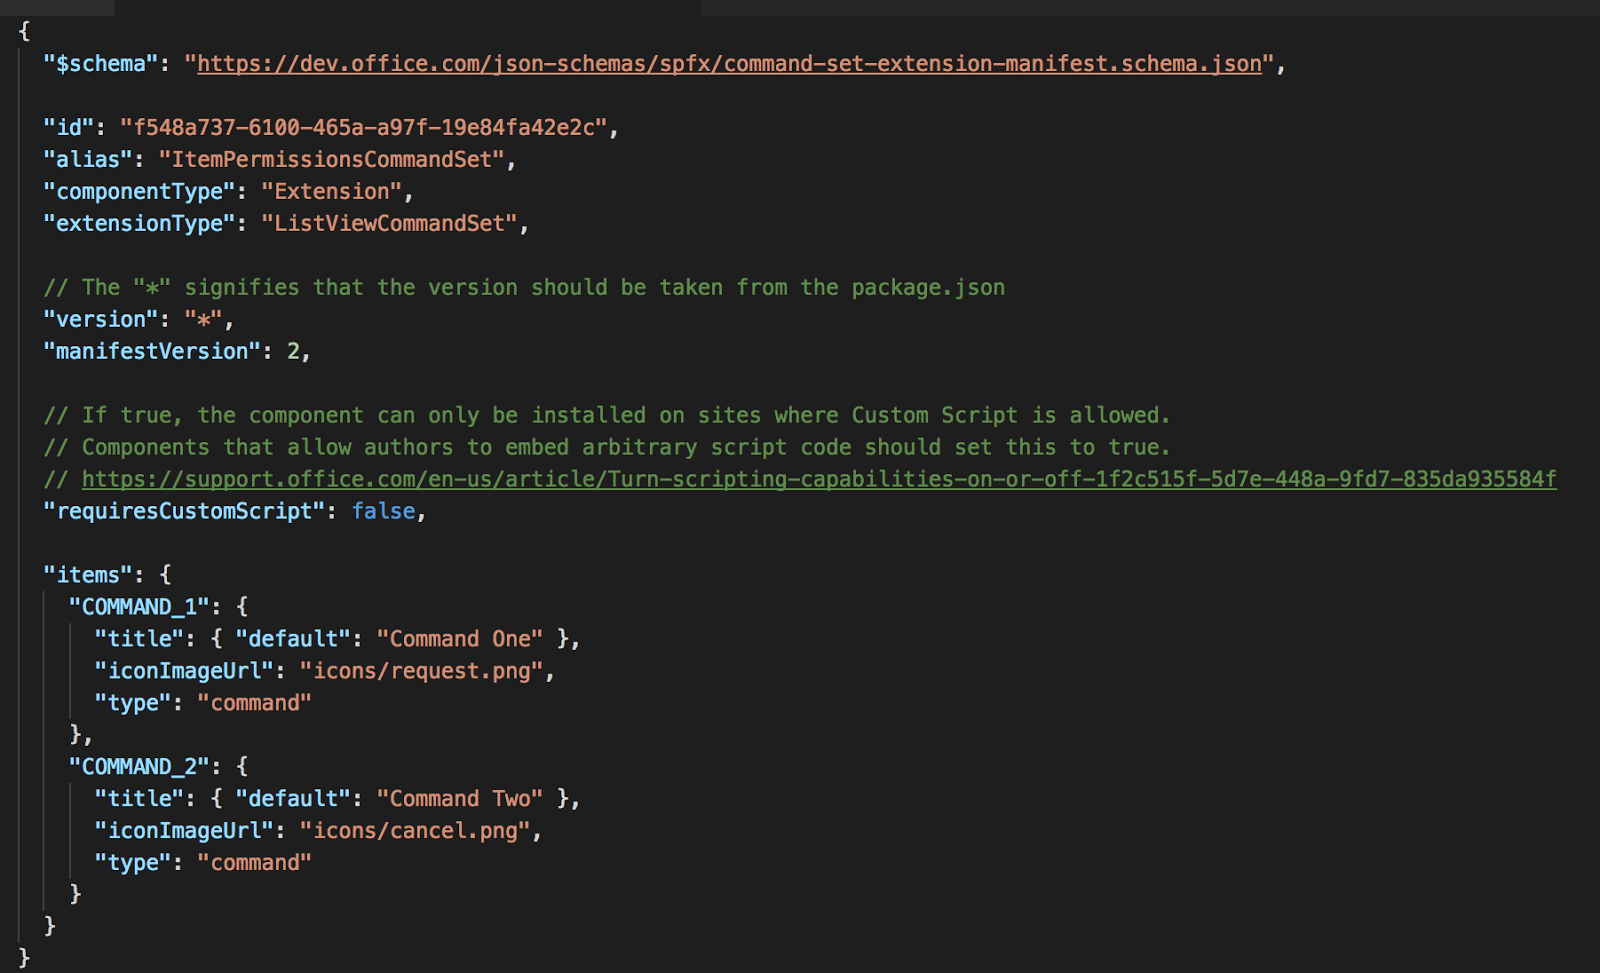 {
"$schema": "https://dev.office.com/json-schemas/spfx/command-set-extension-manifest.schema.json",
"id": "f548a737-6100-465a-a97f-19e84fa42e2c",
"alias": "ItemPermissionsCommandSet",
"componentType": "Extension",
"extensionType": "ListViewCommandSet",
// The "*" signifies that the version should be taken from the package.json
"version": "*",
"manifestVersion": 2,
// If true, the component can only be installed on sites where Custom Script is allowed.
// Components that allow authors to embed arbitrary script code should set this to true.
// https://support.office.com/en-us/article/Turn-scripting-capabilities-on-or-off-1f2c515f-5d7e-448a-9fd7-835da935584f
"requiresCustomScript": false,
"items": {
"COMMAND_1": {
"title": { "default": "Command One" },
"iconImageUrl": "icons/request.png",
"type": "command"
},
"COMMAND_2": {
"title": { "default": "Command Two" },
"iconImageUrl": "icons/cancel.png",
"type": "command"
}
}
}